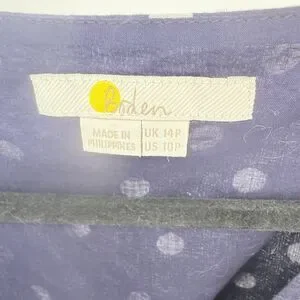 Boden
MADE IN
PHILIPPINES
UK 14P
US 10P